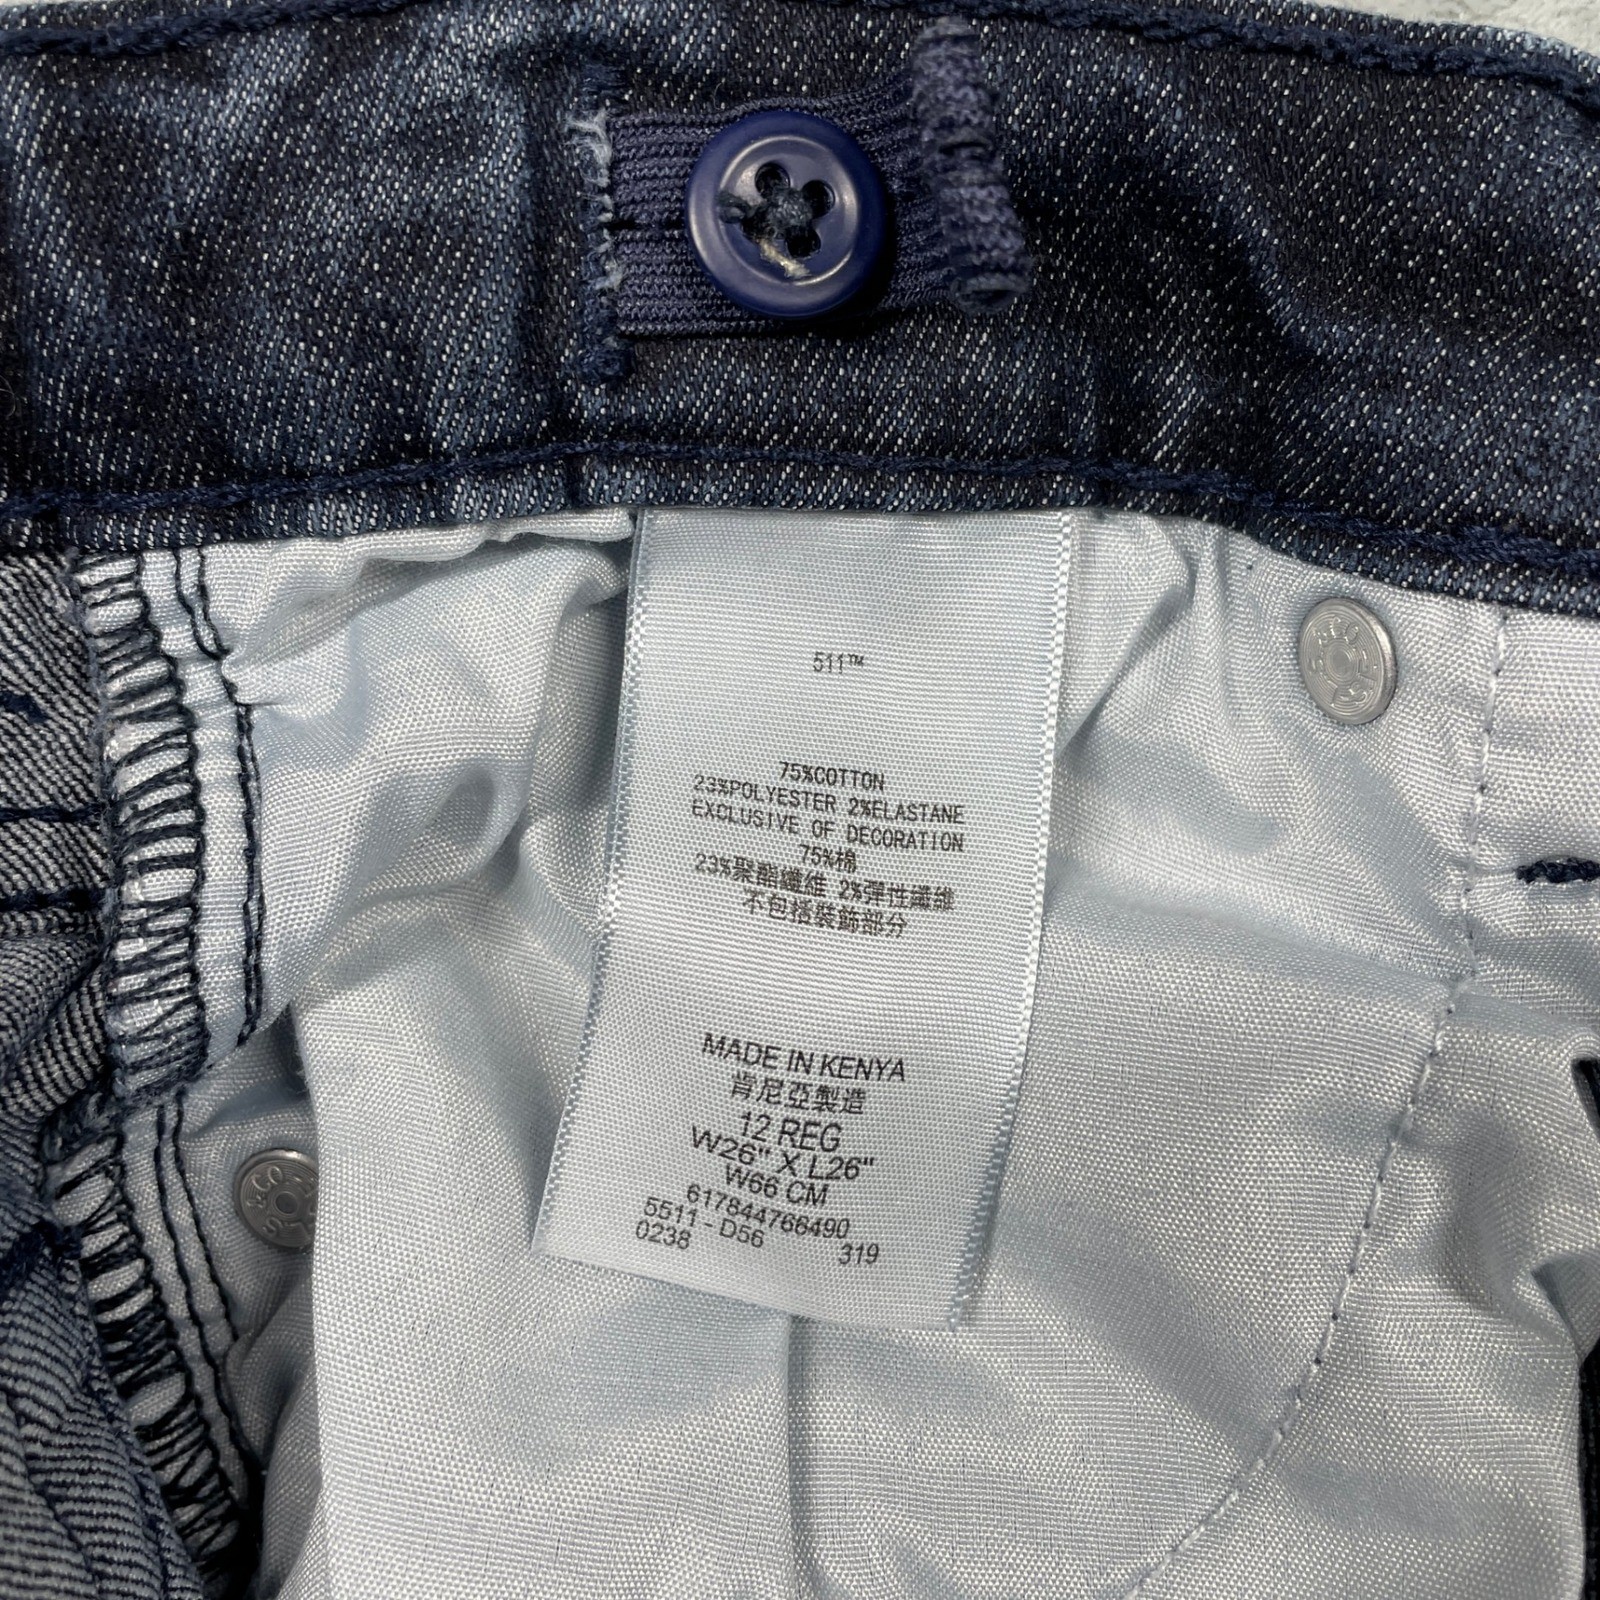 511™
75%COTTON
23%POLYESTER 2%ELASTANE
EXCLUSIVE OF DECORATION
75%棉
23%聚酯纖維 2%彈性纖維
不包括裝飾部分
MADE IN KENYA
肯尼亞製造
12 REG
W26" X L26"
W66 CM
617844766490
5511 - D56
0238 319
&CO